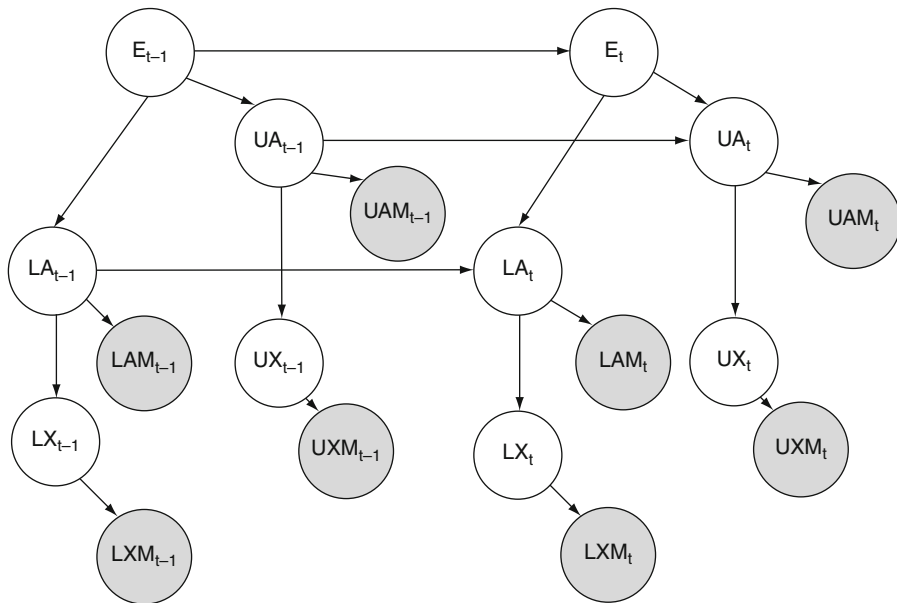 E_{t–1}
E_t
UA_{t–1}
UA_t
UAM_{t–1}
UAM_t
LA_{t–1}
LA_t
LAM_{t–1}
UX_{t–1}
LAM_t
UX_t
LX_{t–1}
UXM_{t–1}
LX_t
UXM_t
LXM_{t–1}
LXM_t